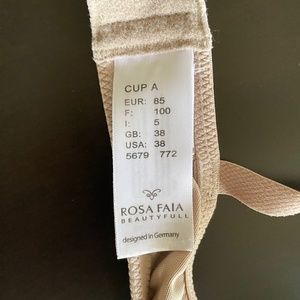 CUP A
EUR: 85
F: 100
I: 5
GB: 38
USA: 38
5679 772
ROSA FAIA
BEAUTYFULL
designed in Germany